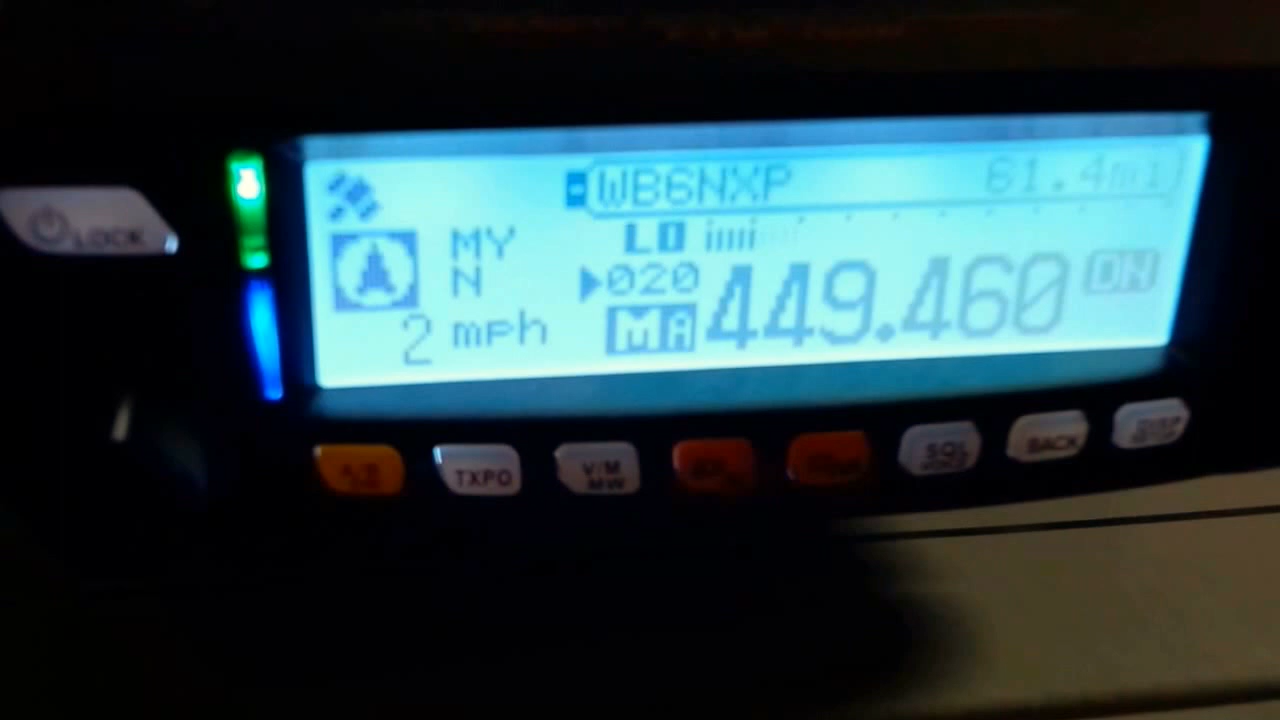 WB6NXP 61.4mi
MY LO
N 020
2 mph MA 449.460 DN
LOCK
TXPO V/M MW SQL BACK